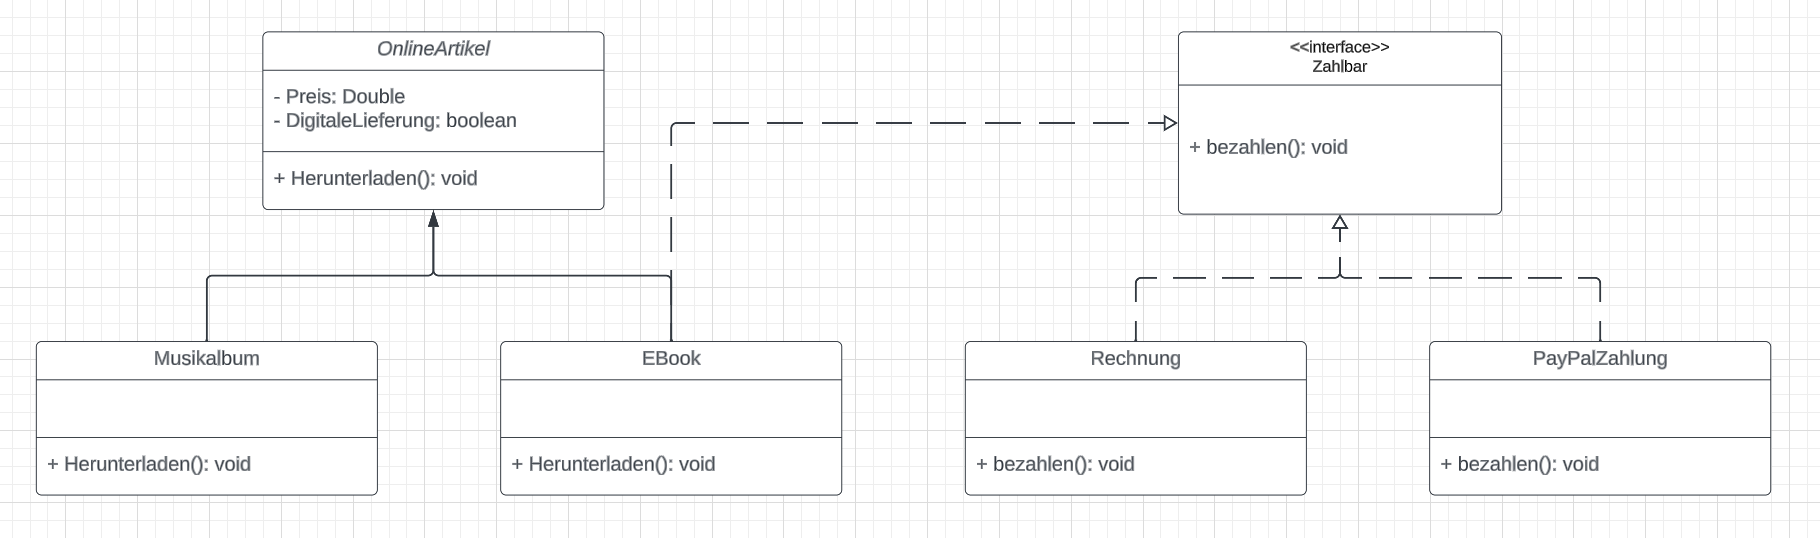 OnlineArtikel
- Preis: Double
- DigitaleLieferung: boolean
+ Herunterladen(): void
<<interface>>
Zahlbar
+ bezahlen(): void
Musikalbum
+ Herunterladen(): void
EBook
+ Herunterladen(): void
Rechnung
+ bezahlen(): void
PayPalZahlung
+ bezahlen(): void